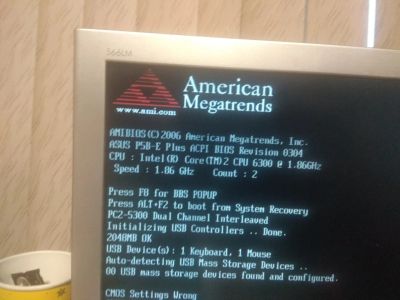 566LM
American
Megatrends
www.ami.com
AMIBIOS(C)2006 American Megatrends, Inc.
ASUS P5B-E Plus ACPI BIOS Revision 0304
CPU : Intel(R) Core(TM)2 CPU 6300 @ 1.86GHz
Speed : 1.86 GHz Count : 2
Press F8 for BBS POPUP
Press ALT+F2 to boot from System Recovery
PC2-5300 Dual Channel Interleaved
Initializing USB Controllers .. Done.
2048MB OK
USB Device(s): 1 Keyboard, 1 Mouse
Auto-detecting USB Mass Storage Devices ..
00 USB mass storage devices found and configured.
CMOS Settings Wrong